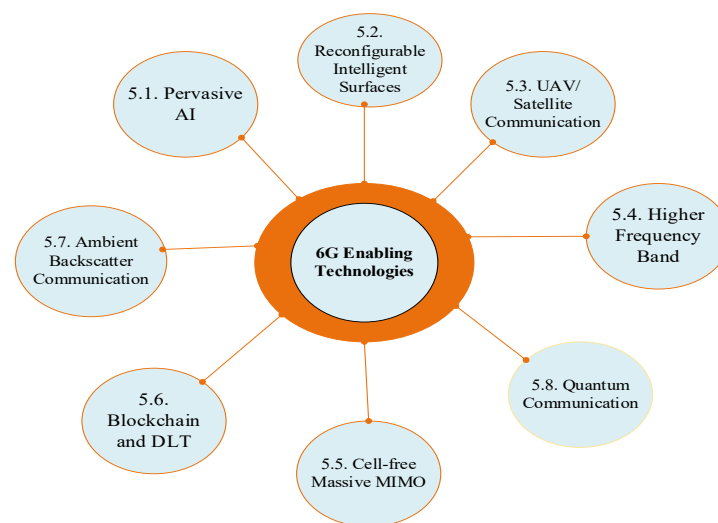 5.2.
Reconfigurable
Intelligent
Surfaces
5.1. Pervasive
AI
5.3. UAV/
Satellite
Communication
5.4. Higher
Frequency
Band
5.7. Ambient
Backscatter
Communication
6G Enabling
Technologies
5.8. Quantum
Communication
5.6.
Blockchain
and DLT
5.5. Cell-free
Massive MIMO